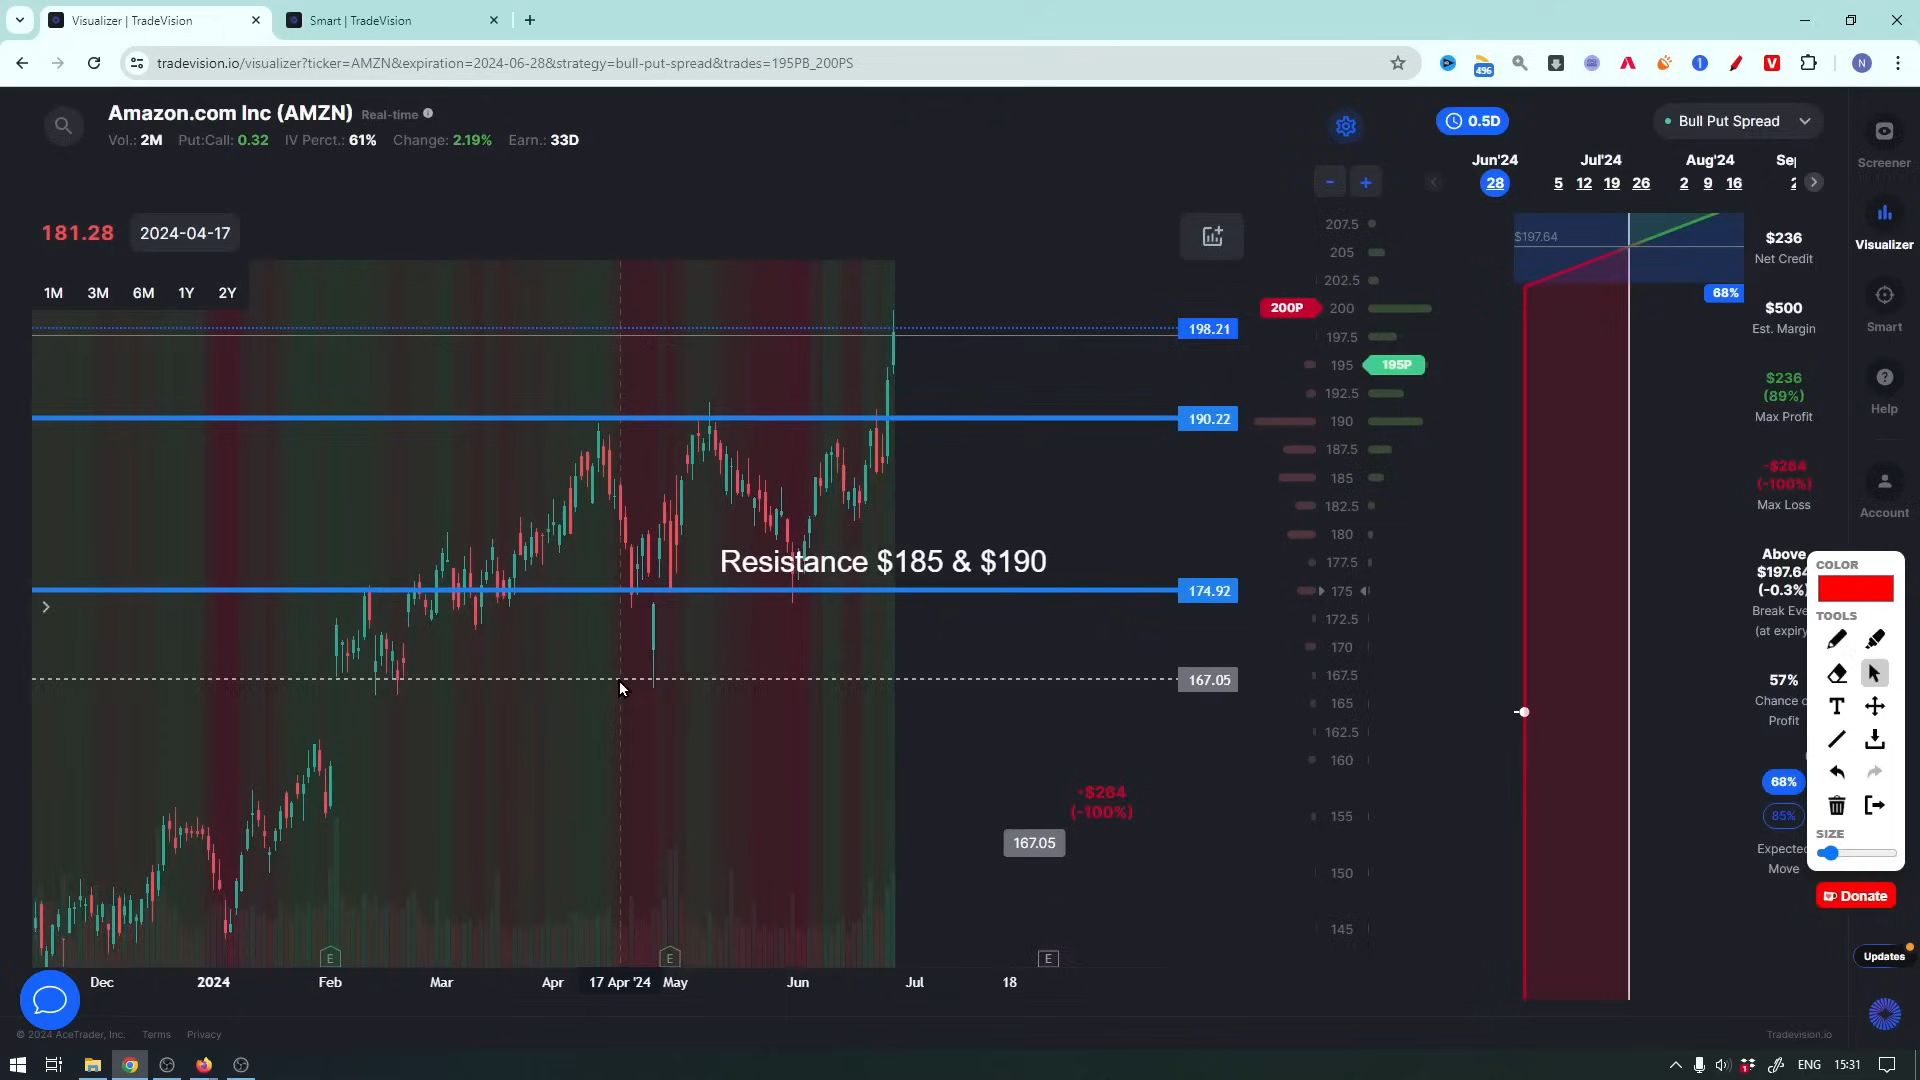 Visualizer | TradeVision
Smart | TradeVision
tradevision.io/visualizer?ticker=AMZN&expiration=2024-06-28&strategy=bull-put-spread&trades=195PB_200PS
496
N
Amazon.com Inc (AMZN) Real-time
Vol.: 2M Put:Call: 0.32 IV Perct.: 61% Change: 2.19% Earn.: 33D
0.5D
Bull Put Spread
Screener
Jun'24 Jul'24 Aug'24
28 5 12 19 26 2 9 16
- +
181.28 2024-04-17
1M 3M 6M 1Y 2Y
198.21
190.22
174.92
167.05
Resistance $185 & $190
-$264
(-100%)
167.05
E E E
Dec 2024 Feb Mar Apr 17 Apr '24 May Jun Jul 18
207.5
205
202.5
200P 200
197.5
195 195P
192.5
190
187.5
185
182.5
180
177.5
175
172.5
170
167.5
165
162.5
160
155
150
145
$197.64
68%
$236
Net Credit
$500
Est. Margin
$236
(89%)
Max Profit
-$264
(-100%)
Max Loss
Above
$197.64
(-0.3%)
Break Eve
(at expiry
57%
Chance o
Profit
68%
85%
Expected
Move
Visualizer
Smart
Help
Account
COLOR
TOOLS
T
SIZE
Donate
Updates
© 2024 AceTrader, Inc. Terms Privacy
Tradevision.io
ENG 15:31